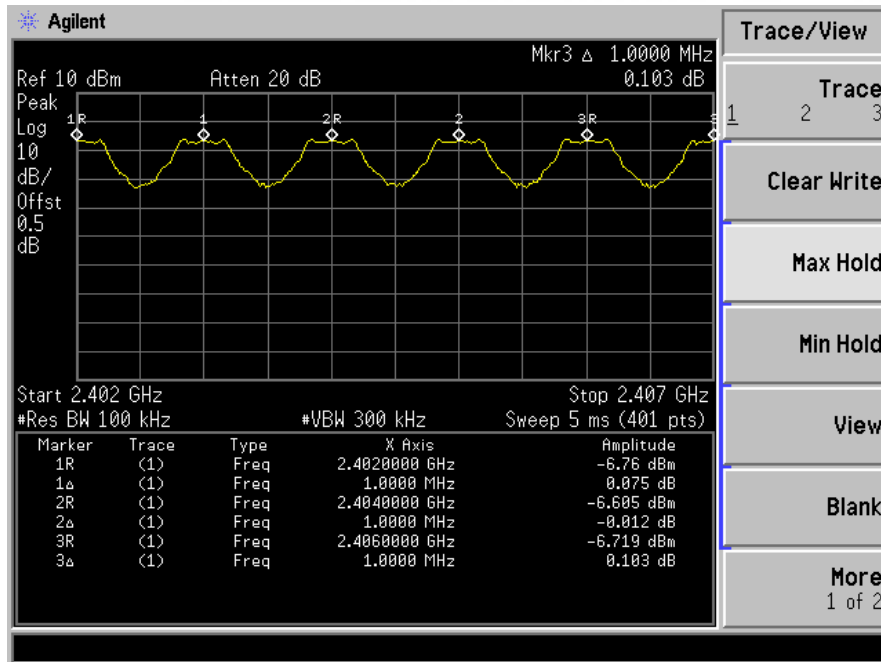 Agilent
Mkr3 Δ 1.0000 MHz
Ref 10 dBm Atten 20 dB 0.103 dB
Peak
Log
10
dB/
Offst
0.5
dB
1R 1 2R 2 3R 3
Start 2.402 GHz Stop 2.407 GHz
#Res BW 100 kHz #VBW 300 kHz Sweep 5 ms (401 pts)
Marker Trace Type X Axis Amplitude
1R (1) Freq 2.4020000 GHz -6.76 dBm
1Δ (1) Freq 1.0000 MHz 0.075 dB
2R (1) Freq 2.4040000 GHz -6.605 dBm
2Δ (1) Freq 1.0000 MHz -0.012 dB
3R (1) Freq 2.4060000 GHz -6.719 dBm
3Δ (1) Freq 1.0000 MHz 0.103 dB
Trace/View
Trace
1 2 3
Clear Write
Max Hold
Min Hold
View
Blank
More
1 of 2